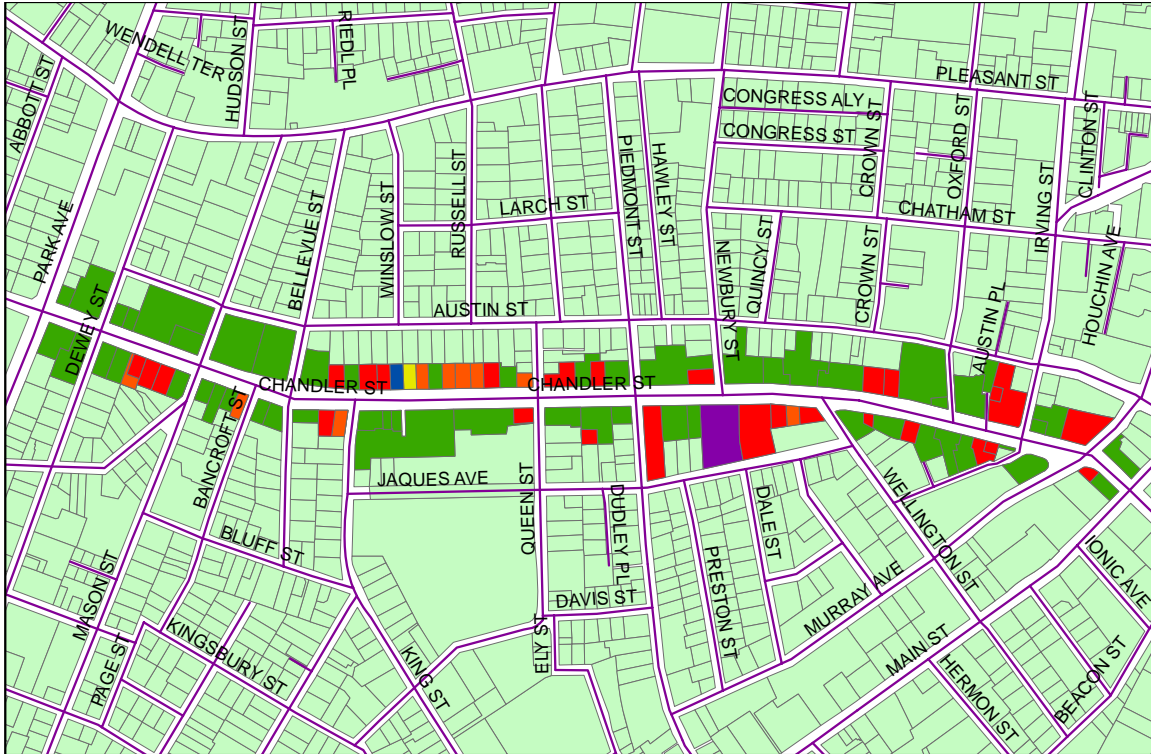 WENDELL TER
HUDSON ST
RIEDL PL
ABBOTT ST
PLEASANT ST
CONGRESS ALY
CONGRESS ST
CROWN ST
OXFORD ST
CLINTON ST
PIEDMONT ST
HAWLEY ST
RUSSELL ST
WINSLOW ST
BELLEVUE ST
LARCH ST
CHATHAM ST
IRVING ST
PARK AVE
NEWBURY ST
QUINCY ST
CROWN ST
HOUCHIN AVE
AUSTIN PL
AUSTIN ST
DEWEY ST
CHANDLER ST
CHANDLER ST
BANCROFT ST
JAQUES AVE
QUEEN ST
DUDLEY PL
DALE ST
WELLINGTON ST
BLUFF ST
PRESTON ST
IONIC AVE
MASON ST
DAVIS ST
MURRAY AVE
KINGSBURY ST
PAGE ST
KING ST
ELY ST
MAIN ST
HERMON ST
BEACON ST